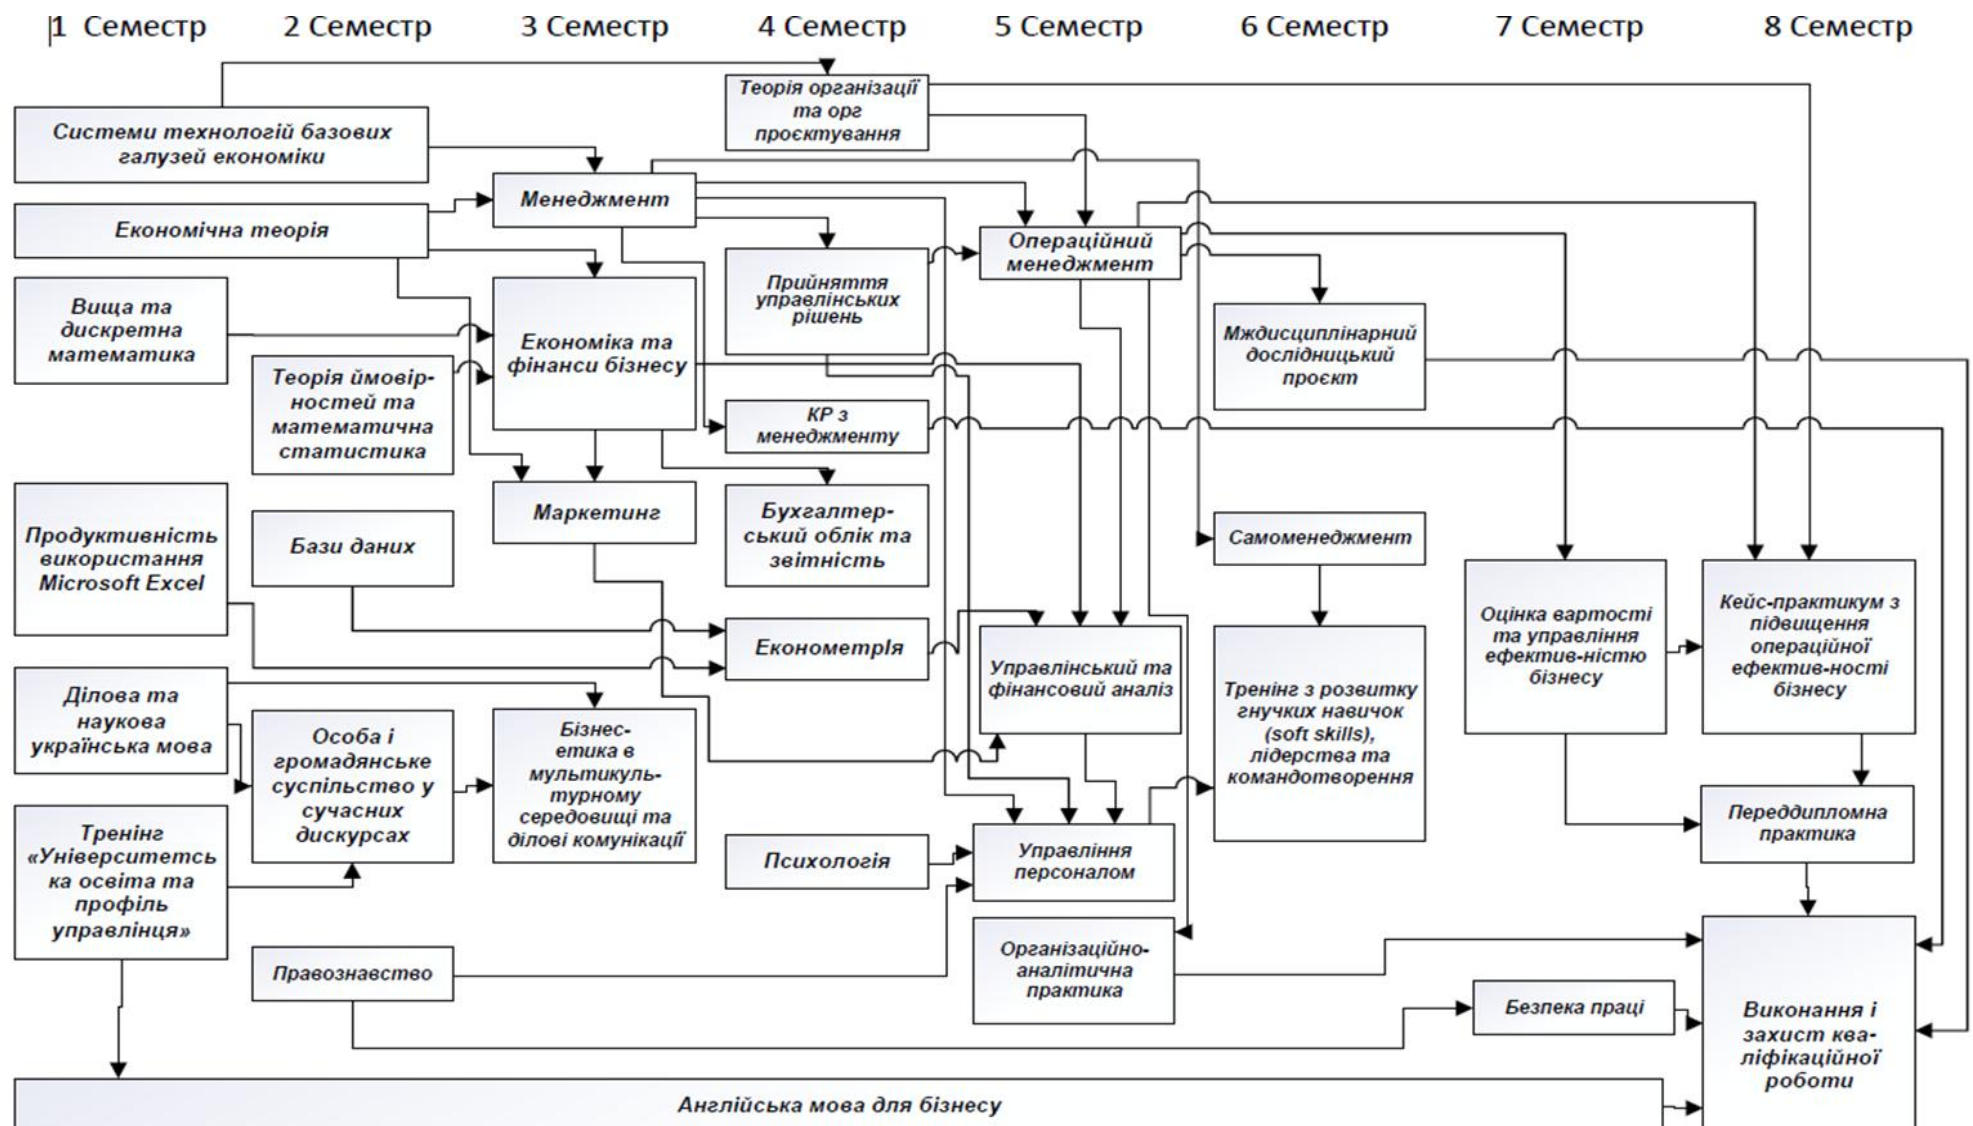 1 Семестр
2 Семестр
3 Семестр
4 Семестр
5 Семестр
6 Семестр
7 Семестр
8 Семестр
Системи технологій базових
галузей економіки
Економічна теорія
Вища та
дискретна
математика
Продуктивність
використання
Microsoft Excel
Ділова та
наукова
українська мова
Тренінг
«Університетсь
ка освіта та
профіль
управлінця»
Теорія ймовір-
ностей та
математична
статистика
Бази даних
Особа і
громадянське
суспільство у
сучасних
дискурсах
Правознавство
Менеджмент
Економіка та
фінанси бізнесу
Маркетинг
Бізнес-
етика в
мультикуль-
турному
середовищі та
ділові комунікації
Теорія організації
та орг
проєктування
Прийняття
управлінських
рішень
КР з
менеджменту
Бухгалтер-
ський облік та
звітність
ЕконометрІя
Психологія
Операційний
менеджмент
Управлінський та
фінансовий аналіз
Управління
персоналом
Організаційно-
аналітична
практика
Мждисциплінарний
дослідницький
проєкт
Самоменеджмент
Тренінг з розвитку
гнучких навичок
(soft skills),
лідерства та
командотворення
Оцінка вартості
та управління
ефектив-ністю
бізнесу
Безпека праці
Кейс-практикум з
підвищення
операційної
ефектив-ності
бізнесу
Переддипломна
практика
Виконання і
захист ква-
ліфікаційної
роботи
Англійська мова для бізнесу